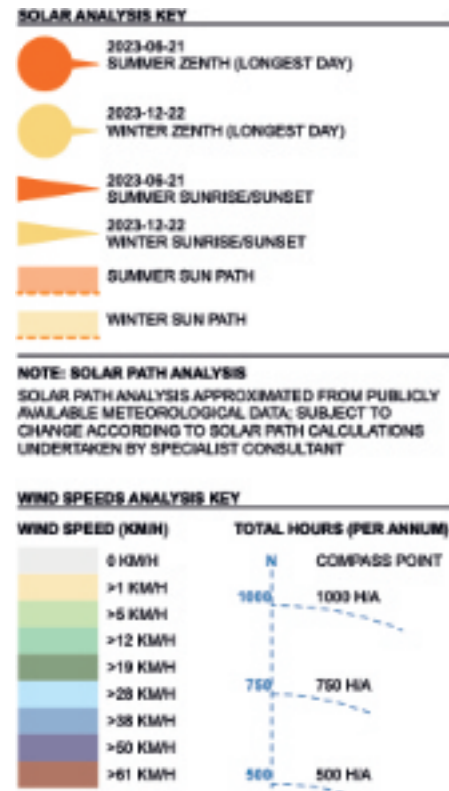 SOLAR ANALYSIS KEY
2023-06-21
SUMMER ZENTH (LONGEST DAY)
2023-12-22
WINTER ZENTH (LONGEST DAY)
2023-06-21
SUMMER SUNRISE/SUNSET
2023-12-22
WINTER SUNRISE/SUNSET
SUMMER SUN PATH
WINTER SUN PATH
NOTE: SOLAR PATH ANALYSIS
SOLAR PATH ANALYSIS APPROXIMATED FROM PUBLICLY
AVAILABLE METEOROLOGICAL DATA; SUBJECT TO
CHANGE ACCORDING TO SOLAR PATH CALCULATIONS
UNDERTAKEN BY SPECIALIST CONSULTANT
WIND SPEEDS ANALYSIS KEY
WIND SPEED (KM/H)
0 KM/H
>1 KM/H
>5 KM/H
>12 KM/H
>19 KM/H
>28 KM/H
>38 KM/H
>50 KM/H
>61 KM/H
TOTAL HOURS (PER ANNUM)
N COMPASS POINT
1000 1000 H/A
750 750 H/A
500 500 H/A